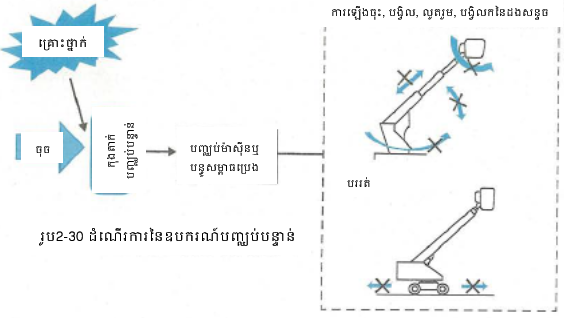 ការឡើងចុះ, បង្វិល, លូតរួម, បង្វិលកនៃដងសន្ទូច
គ្រោះថ្នាក់
ចុច
កុងតាក់
បញ្ឈប់បន្ទាន់
បញ្ឈប់ម៉ាស៊ីនឬ
បន្ធូសម្ពាធប្រេង
បររត់
រូប2-30 ដំណើរការនៃឧបករណ៍បញ្ឈប់បន្ទាន់